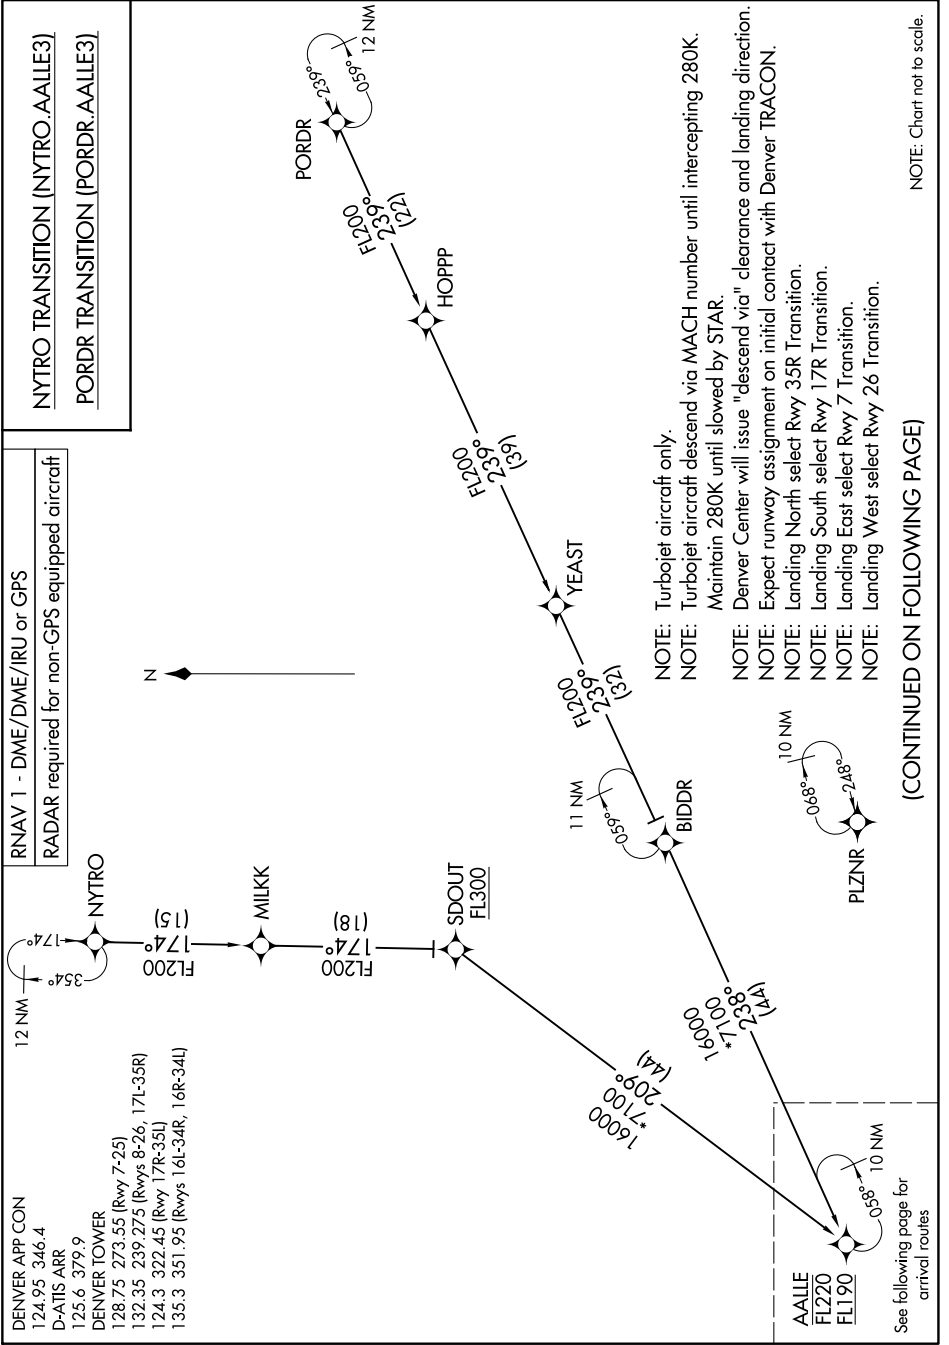 NYTRO TRANSITION (NYTRO.AALLE3)
PORDR TRANSITION (PORDR.AALLE3)
RNAV 1 - DME/DME/IRU or GPS
RADAR required for non-GPS equipped aircraft
DENVER APP CON
124.95 346.4
D-ATIS ARR
125.6 379.9
DENVER TOWER
128.75 273.55 (Rwy 7-25)
132.35 239.275 (Rwys 8-26, 17L-35R)
124.3 322.45 (Rwy 17R-35L)
135.3 351.95 (Rwys 16L-34R, 16R-34L)
12 NM
174°
354°
NYTRO
FL200
174°
(15)
MILKK
FL200
174°
(18)
SDOUT
FL300
16000
*7100
209°
(44)
N
12 NM
239°
059°
PORDR
FL200
239°
(22)
HOPPP
FL200
239°
(39)
YEAST
FL200
239°
(32)
11 NM
059°
BIDDR
16000
*7100
238°
(44)
10 NM
068°
248°
PLZNR
AALLE
FL220
FL190
10 NM
058°
See following page for
arrival routes
NOTE: Turbojet aircraft only.
NOTE: Turbojet aircraft descend via MACH number until intercepting 280K.
Maintain 280K until slowed by STAR.
NOTE: Denver Center will issue "descend via" clearance and landing direction.
NOTE: Expect runway assignment on initial contact with Denver TRACON.
NOTE: Landing North select Rwy 35R Transition.
NOTE: Landing South select Rwy 17R Transition.
NOTE: Landing East select Rwy 7 Transition.
NOTE: Landing West select Rwy 26 Transition.
(CONTINUED ON FOLLOWING PAGE)
NOTE: Chart not to scale.